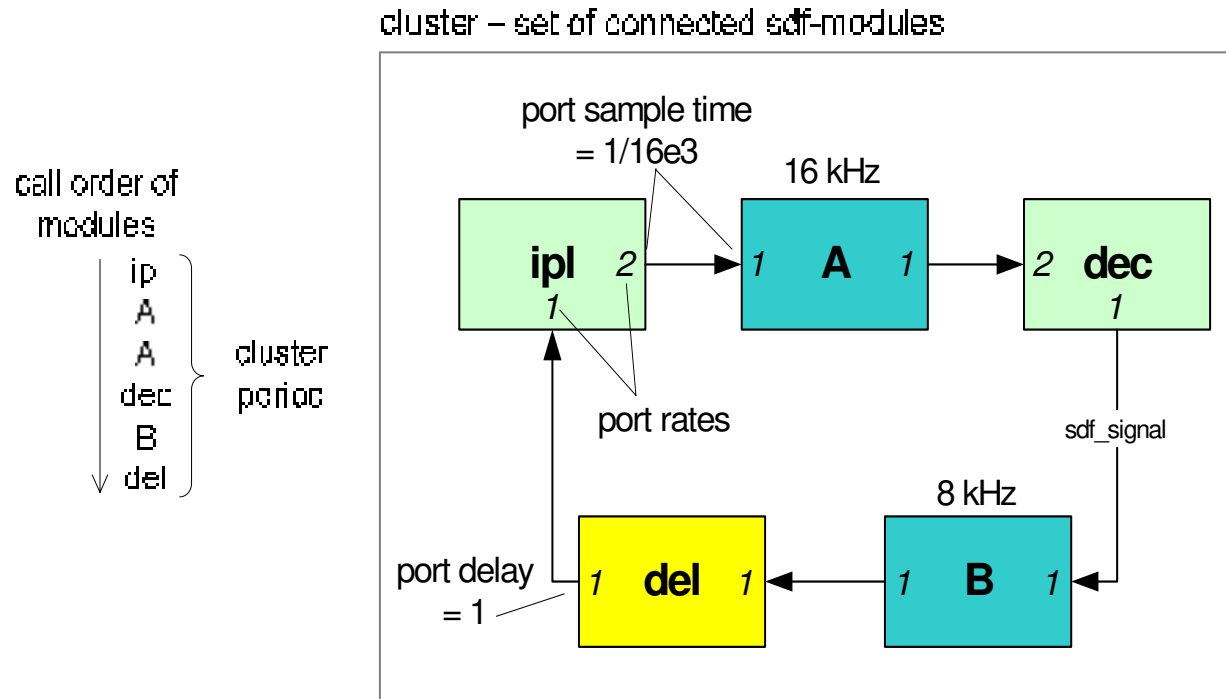 cluster – set of connected sdf-modules
port sample time
= 1/16e3
16 kHz
call order of
modules
ip
A
A
dec
B
del
cluster
period
ipl
2
1
1
A
1
2
dec
1
port rates
sdf_signal
8 kHz
port delay
= 1
1
del
1
1
B
1